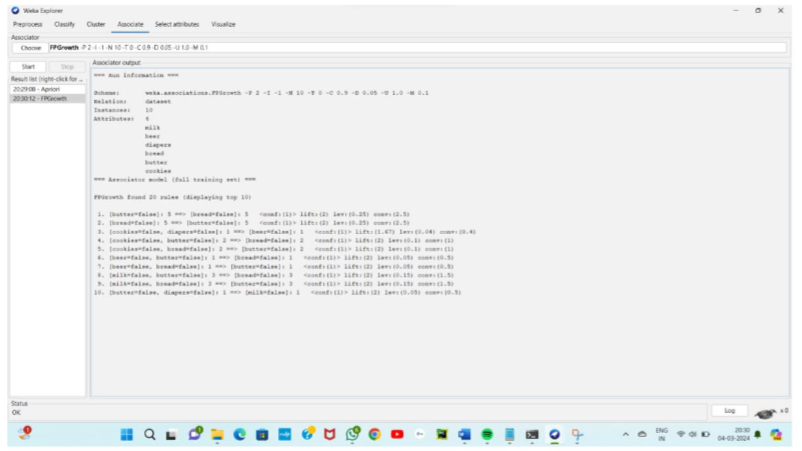 Weka Explorer
Preprocess Classify Cluster Associate Select attributes Visualize
Associator
Choose FPGrowth -P 2 -I -1 -N 10 -T 0 -C 0.9 -D 0.05 -U 1.0 -M 0.1
Start Stop
Associator output
Result list (right-click for ...
20:29:08 - Apriori
20:30:12 - FPGrowth
=== Run information ===
Scheme: weka.associations.FPGrowth -P 2 -I -1 -N 10 -T 0 -C 0.9 -D 0.05 -U 1.0 -M 0.1
Relation: dataset
Instances: 10
Attributes: 6
milk
beer
diapers
bread
butter
cookies
=== Associator model (full training set) ===
FPGrowth found 20 rules (displaying top 10)
1. [butter=false]: 5 ==> [bread=false]: 5 <conf:(1)> lift:(2) lev:(0.25) conv:(2.5)
2. [bread=false]: 5 ==> [butter=false]: 5 <conf:(1)> lift:(2) lev:(0.25) conv:(2.5)
3. [cookies=false, diapers=false]: 1 ==> [beer=false]: 1 <conf:(1)> lift:(1.67) lev:(0.04) conv:(0.4)
4. [cookies=false, butter=false]: 2 ==> [bread=false]: 2 <conf:(1)> lift:(2) lev:(0.1) conv:(1)
5. [cookies=false, bread=false]: 2 ==> [butter=false]: 2 <conf:(1)> lift:(2) lev:(0.1) conv:(1)
6. [beer=false, butter=false]: 1 ==> [bread=false]: 1 <conf:(1)> lift:(2) lev:(0.05) conv:(0.5)
7. [beer=false, bread=false]: 1 ==> [butter=false]: 1 <conf:(1)> lift:(2) lev:(0.05) conv:(0.5)
8. [milk=false, butter=false]: 3 ==> [bread=false]: 3 <conf:(1)> lift:(2) lev:(0.15) conv:(1.5)
9. [milk=false, bread=false]: 3 ==> [butter=false]: 3 <conf:(1)> lift:(2) lev:(0.15) conv:(1.5)
10. [butter=false, diapers=false]: 1 ==> [milk=false]: 1 <conf:(1)> lift:(2) lev:(0.05) conv:(0.5)
Status
OK
Log
x 0
ENG
IN
20:30
04-03-2024